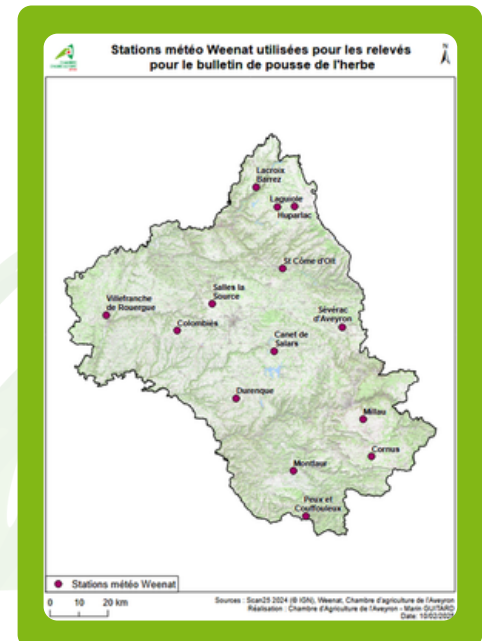 Stations météo Weenat utilisées pour les relevés
pour le bulletin de pousse de l'herbe
N
Lacroix
Barrez
Laguiole
Huparlac
St Côme d'Olt
Salles la
Source
Villefranche
de Rouergue
Sévérac
d'Aveyron
Colombiès
Canet de
Salars
Durenque
Millau
Cornus
Montlaur
Peux et
Couffouleux
Stations météo Weenat
0 10 20 km
Sources : Scan25 2024 (© IGN), Weenat, Chambre d'agriculture de l'Aveyron
Réalisation : Chambre d'Agriculture de l'Aveyron - Marin GUITARD
Date: 10/02/2025